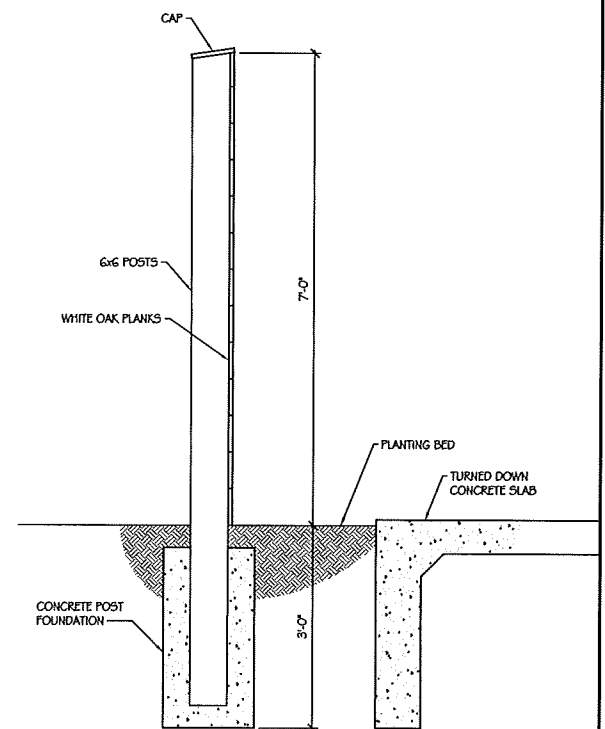 CAP
6x6 POSTS
7'-0"
WHITE OAK PLANKS
PLANTING BED
TURNED DOWN
CONCRETE SLAB
CONCRETE POST
FOUNDATION
3'-0"